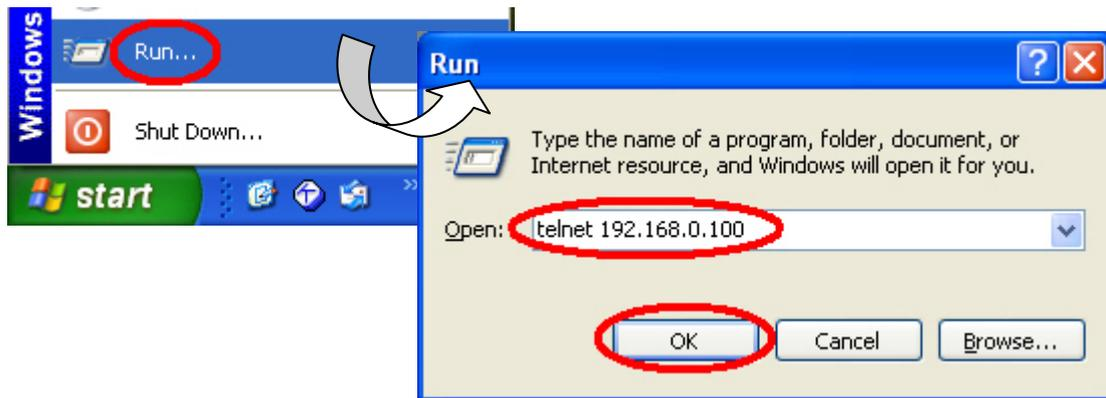 Windows
Run...
Shut Down...
start
Run
Type the name of a program, folder, document, or
Internet resource, and Windows will open it for you.
Open: telnet 192.168.0.100
OK Cancel Browse...